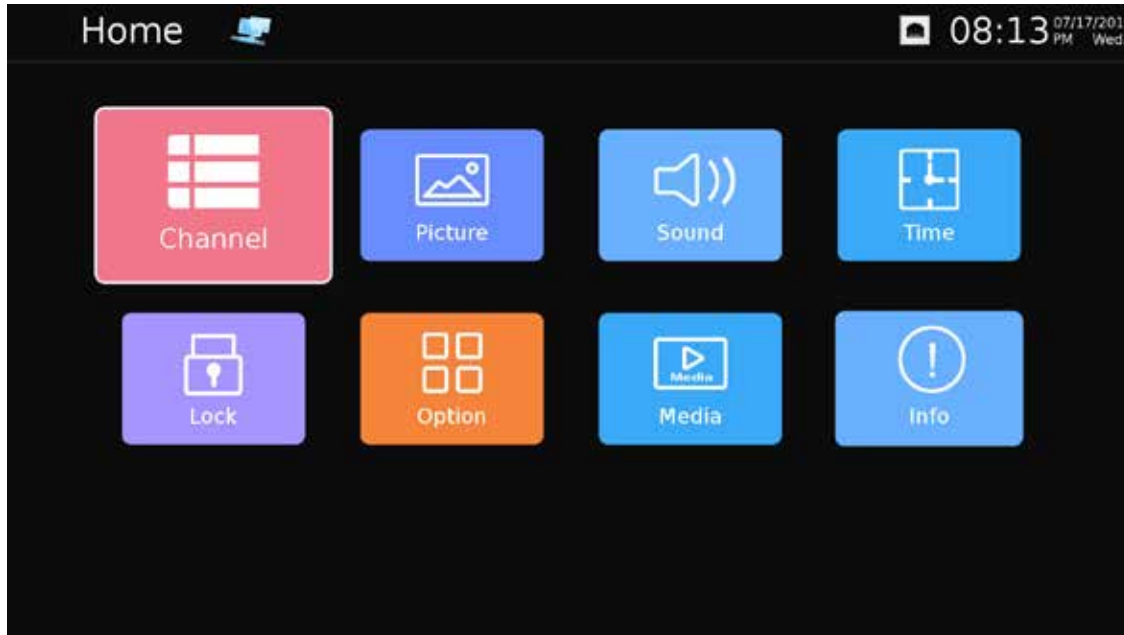 Home
08:13
07/17/201
PM Wed
Channel
Picture
Sound
Time
Lock
Option
Media
Media
Info